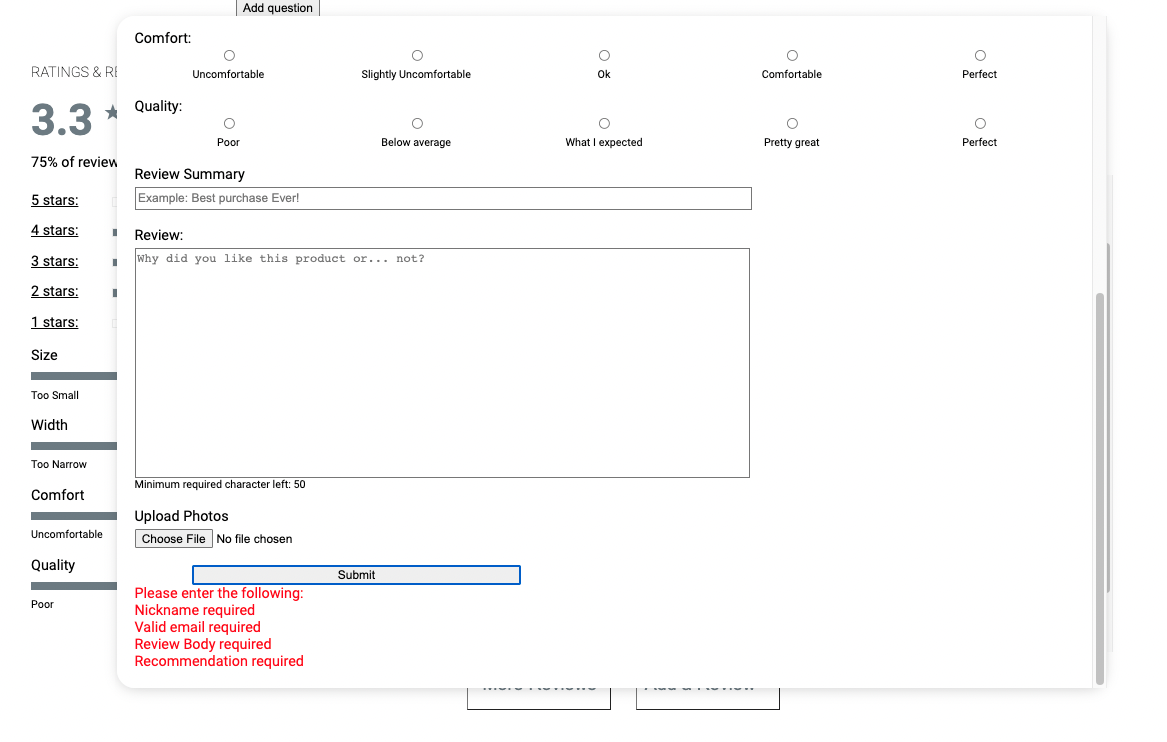 Add question
RATINGS & RE
3.3 ★
75% of review
5 stars:
4 stars:
3 stars:
2 stars:
1 stars:
Size
Too Small
Width
Too Narrow
Comfort
Uncomfortable
Quality
Poor
Comfort:
Uncomfortable Slightly Uncomfortable Ok Comfortable Perfect
Quality:
Poor Below average What I expected Pretty great Perfect
Review Summary
Example: Best purchase Ever!
Review:
Why did you like this product or... not?
Minimum required character left: 50
Upload Photos
Choose File No file chosen
Submit
Please enter the following:
Nickname required
Valid email required
Review Body required
Recommendation required
More Reviews Add a Review